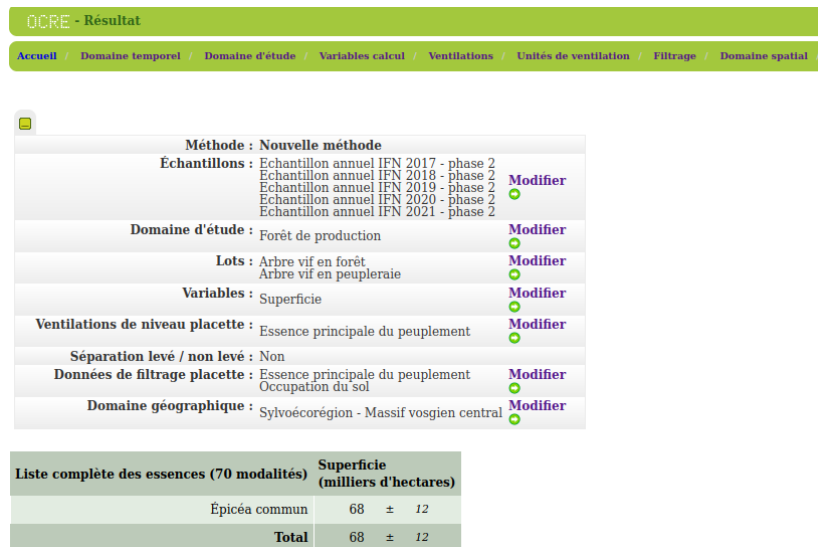 OCRE - Résultat
Accueil / Domaine temporel / Domaine d'étude / Variables calcul / Ventilations / Unités de ventilation / Filtrage / Domaine spatial /
Méthode : Nouvelle méthode
Échantillons : Echantillon annuel IFN 2017 - phase 2
Echantillon annuel IFN 2018 - phase 2
Echantillon annuel IFN 2019 - phase 2 Modifier
Echantillon annuel IFN 2020 - phase 2
Echantillon annuel IFN 2021 - phase 2
Domaine d'étude : Forêt de production Modifier
Lots : Arbre vif en forêt Modifier
Arbre vif en peupleraie
Variables : Superficie Modifier
Ventilations de niveau placette : Essence principale du peuplement Modifier
Séparation levé / non levé : Non
Données de filtrage placette : Essence principale du peuplement Modifier
Occupation du sol
Domaine géographique : Sylvoécorégion - Massif vosgien central Modifier
Liste complète des essences (70 modalités) Superficie
(milliers d'hectares)
Épicéa commun 68 ± 12
Total 68 ± 12